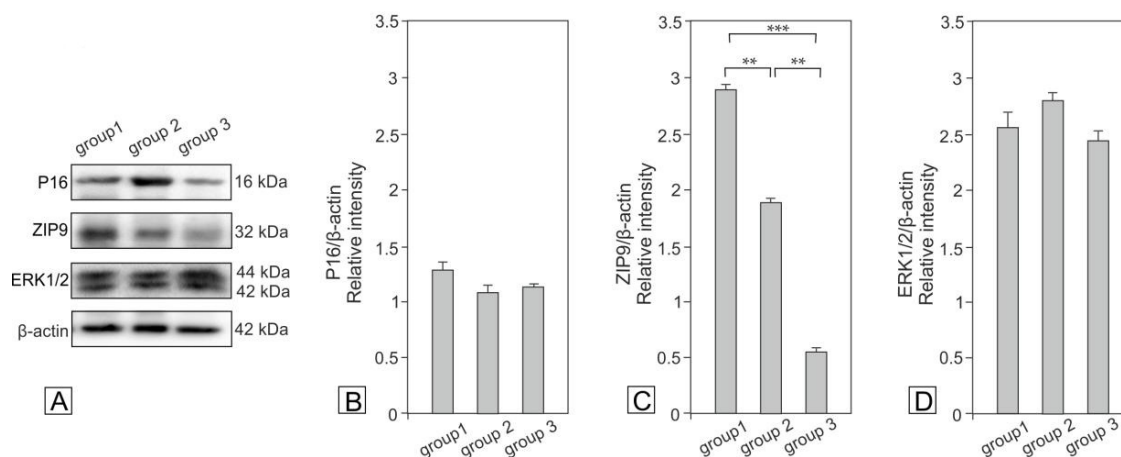 group1 group 2 group 3
P16 16 kDa
ZIP9 32 kDa
ERK1/2 44 kDa
42 kDa
β-actin 42 kDa
A
P16/β-actin
Relative intensity
3.5
3
2.5
2
1.5
1
0.5
0
group1 group 2 group 3
B
ZIP9/β-actin
Relative intensity
3.5
3
2.5
2
1.5
1
0.5
0
***
** **
group1 group 2 group 3
C
ERK1/2/β-actin
Relative intensity
3.5
3
2.5
2
1.5
1
0.5
0
group1 group 2 group 3
D